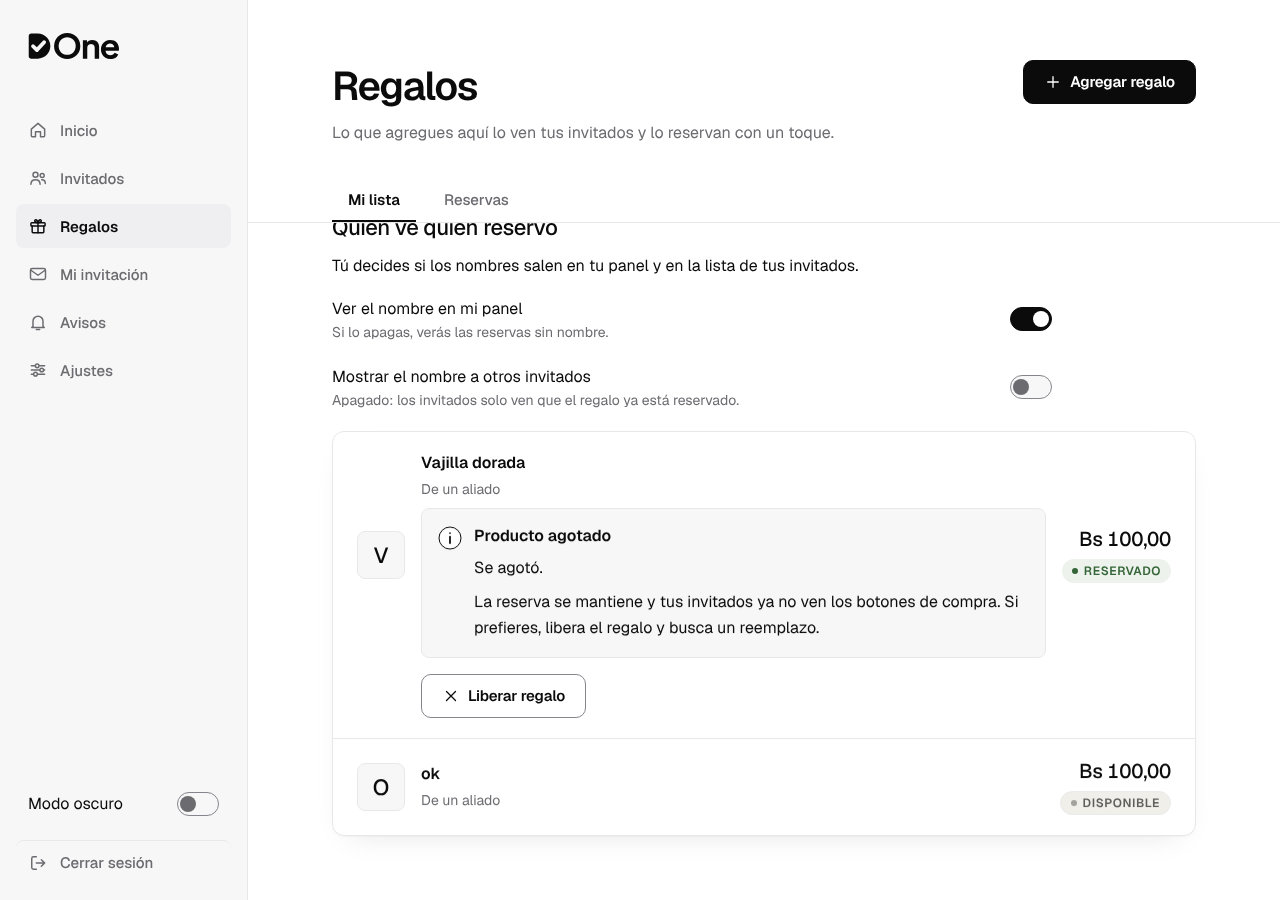 One
Inicio
Invitados
Regalos
Mi invitación
Avisos
Ajustes
Modo oscuro
Cerrar sesión
Regalos
Agregar regalo
Lo que agregues aquí lo ven tus invitados y lo reservan con un toque.
Mi lista
Reservas
Quién ve quién reservó
Tú decides si los nombres salen en tu panel y en la lista de tus invitados.
Ver el nombre en mi panel
Si lo apagas, verás las reservas sin nombre.
Mostrar el nombre a otros invitados
Apagado: los invitados solo ven que el regalo ya está reservado.
V
Vajilla dorada
De un aliado
Producto agotado
Se agotó.
La reserva se mantiene y tus invitados ya no ven los botones de compra. Si
prefieres, libera el regalo y busca un reemplazo.
Liberar regalo
Bs 100,00
RESERVADO
O
ok
De un aliado
Bs 100,00
DISPONIBLE